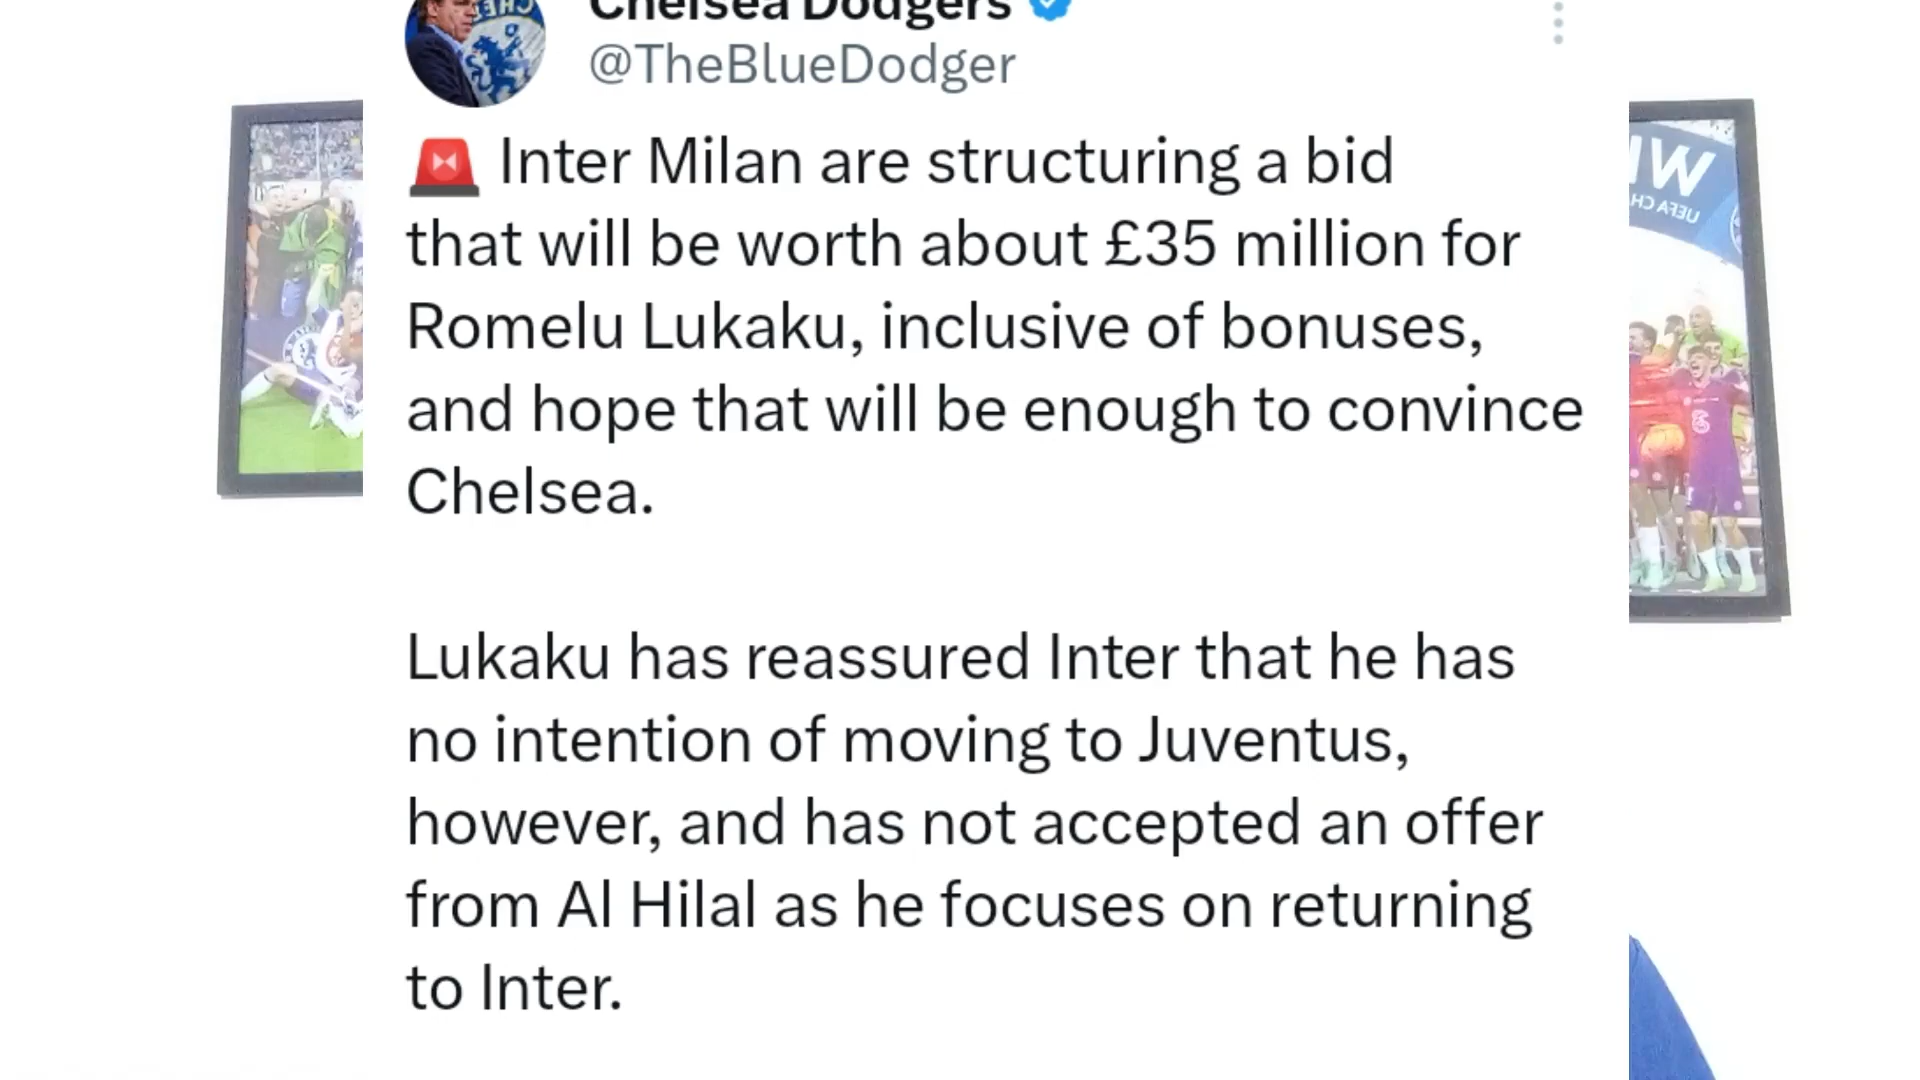 Chelsea Dodgers
@TheBlueDodger
🚨 Inter Milan are structuring a bid
that will be worth about £35 million for
Romelu Lukaku, inclusive of bonuses,
and hope that will be enough to convince
Chelsea.
Lukaku has reassured Inter that he has
no intention of moving to Juventus,
however, and has not accepted an offer
from Al Hilal as he focuses on returning
to Inter.